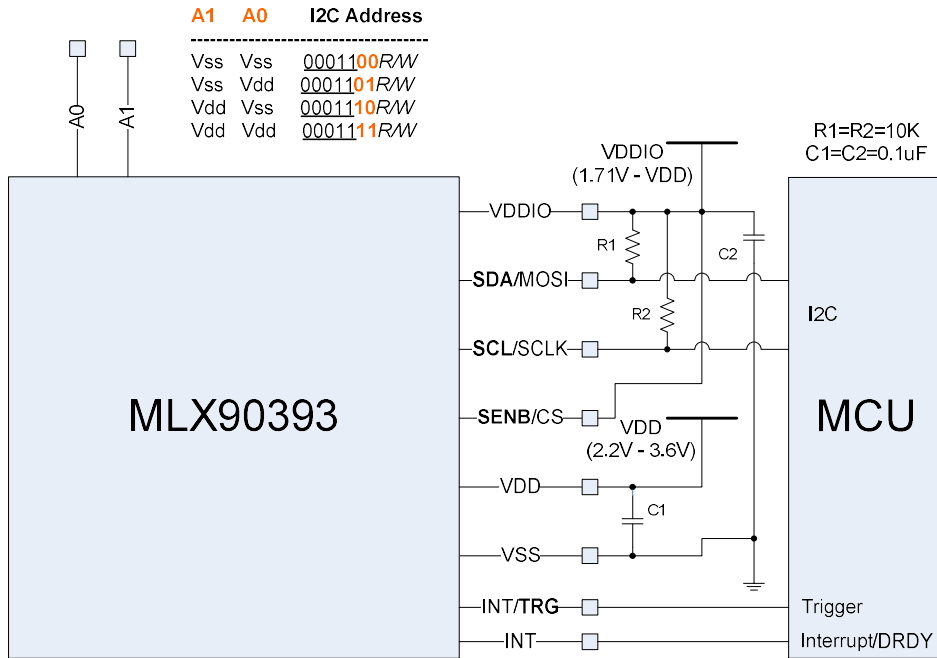 A1 A0 I2C Address
Vss Vss 0001100R/W
Vss Vdd 0001101R/W
Vdd Vss 0001110R/W
Vdd Vdd 0001111R/W
A0
A1
R1=R2=10K
C1=C2=0.1uF
VDDIO
(1.71V - VDD)
VDDIO
R1
C2
SDA/MOSI
R2
I2C
SCL/SCLK
MLX90393
MCU
SENB/CS
VDD
(2.2V - 3.6V)
VDD
C1
VSS
INT/TRG
Trigger
INT
Interrupt/DRDY